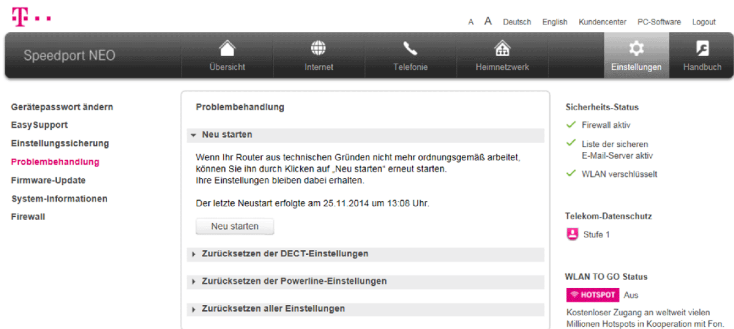 T
A A Deutsch English Kundencenter PC-Software Logout
Speedport NEO
Übersicht Internet Telefonie Heimnetzwerk Einstellungen Handbuch
Gerätepasswort ändern
EasySupport
Einstellungssicherung
Problembehandlung
Firmware-Update
System-Informationen
Firewall
Problembehandlung
Neu starten
Wenn Ihr Router aus technischen Gründen nicht mehr ordnungsgemäß arbeitet,
können Sie ihn durch Klicken auf „Neu starten“ erneut starten.
Ihre Einstellungen bleiben dabei erhalten.
Der letzte Neustart erfolgte am 25.11.2014 um 13:08 Uhr.
Neu starten
Zurücksetzen der DECT-Einstellungen
Zurücksetzen der Powerline-Einstellungen
Zurücksetzen aller Einstellungen
Sicherheits-Status
Firewall aktiv
Liste der sicheren
E-Mail-Server aktiv
WLAN verschlüsselt
Telekom-Datenschutz
Stufe 1
WLAN TO GO Status
HOTSPOT Aus
Kostenloser Zugang an weltweit vielen
Millionen Hotspots in Kooperation mit Fon.